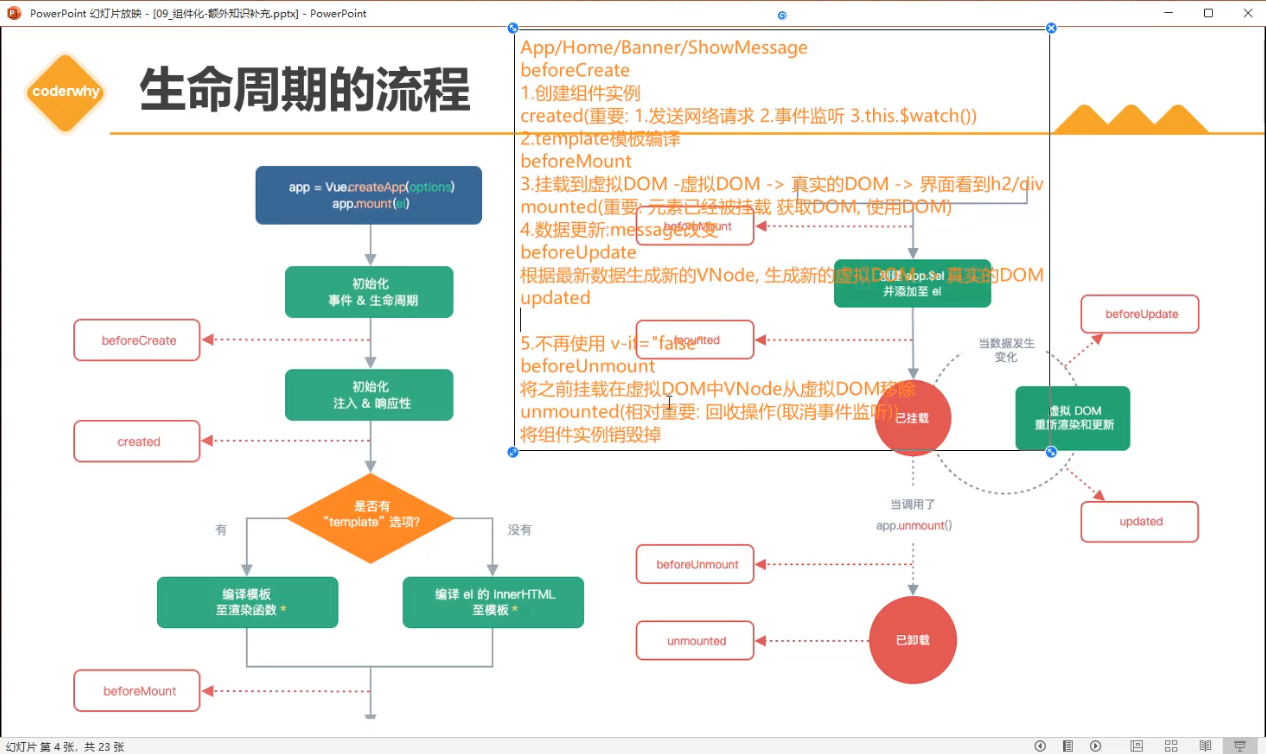 PowerPoint 幻灯片放映 - [09_组件化-额外知识补充.pptx] - PowerPoint
coderwhy
生命周期的流程
App/Home/Banner/ShowMessage
beforeCreate
1.创建组件实例
created(重要: 1.发送网络请求 2.事件监听 3.this.$watch())
2.template模板编译
beforeMount
3.挂载到虚拟DOM -虚拟DOM -> 真实的DOM -> 界面看到h2/div
mounted(重要: 元素已经被挂载 获取DOM, 使用DOM)
4.数据更新:message改变
beforeUpdate
根据最新数据生成新的VNode, 生成新的虚拟DOM -> 真实的DOM
updated
5.不再使用 v-if="false"
beforeUnmount
将之前挂载在虚拟DOM中VNode从虚拟DOM移除
unmounted(相对重要: 回收操作(取消事件监听))
将组件实例销毁掉
app = Vue.createApp(options)
app.mount(el)
初始化
事件 & 生命周期
beforeCreate
初始化
注入 & 响应性
created
是否有
“template” 选项?
有
没有
编译模板
至渲染函数 *
编译 el 的 innerHTML
至模板 *
beforeMount
beforeMount
创建 app.$el
并添加至 el
mounted
已挂载
当数据发生
变化
beforeUpdate
虚拟 DOM
重新渲染和更新
updated
当调用了
app.unmount()
beforeUnmount
unmounted
已卸载
幻灯片 第 4 张，共 23 张